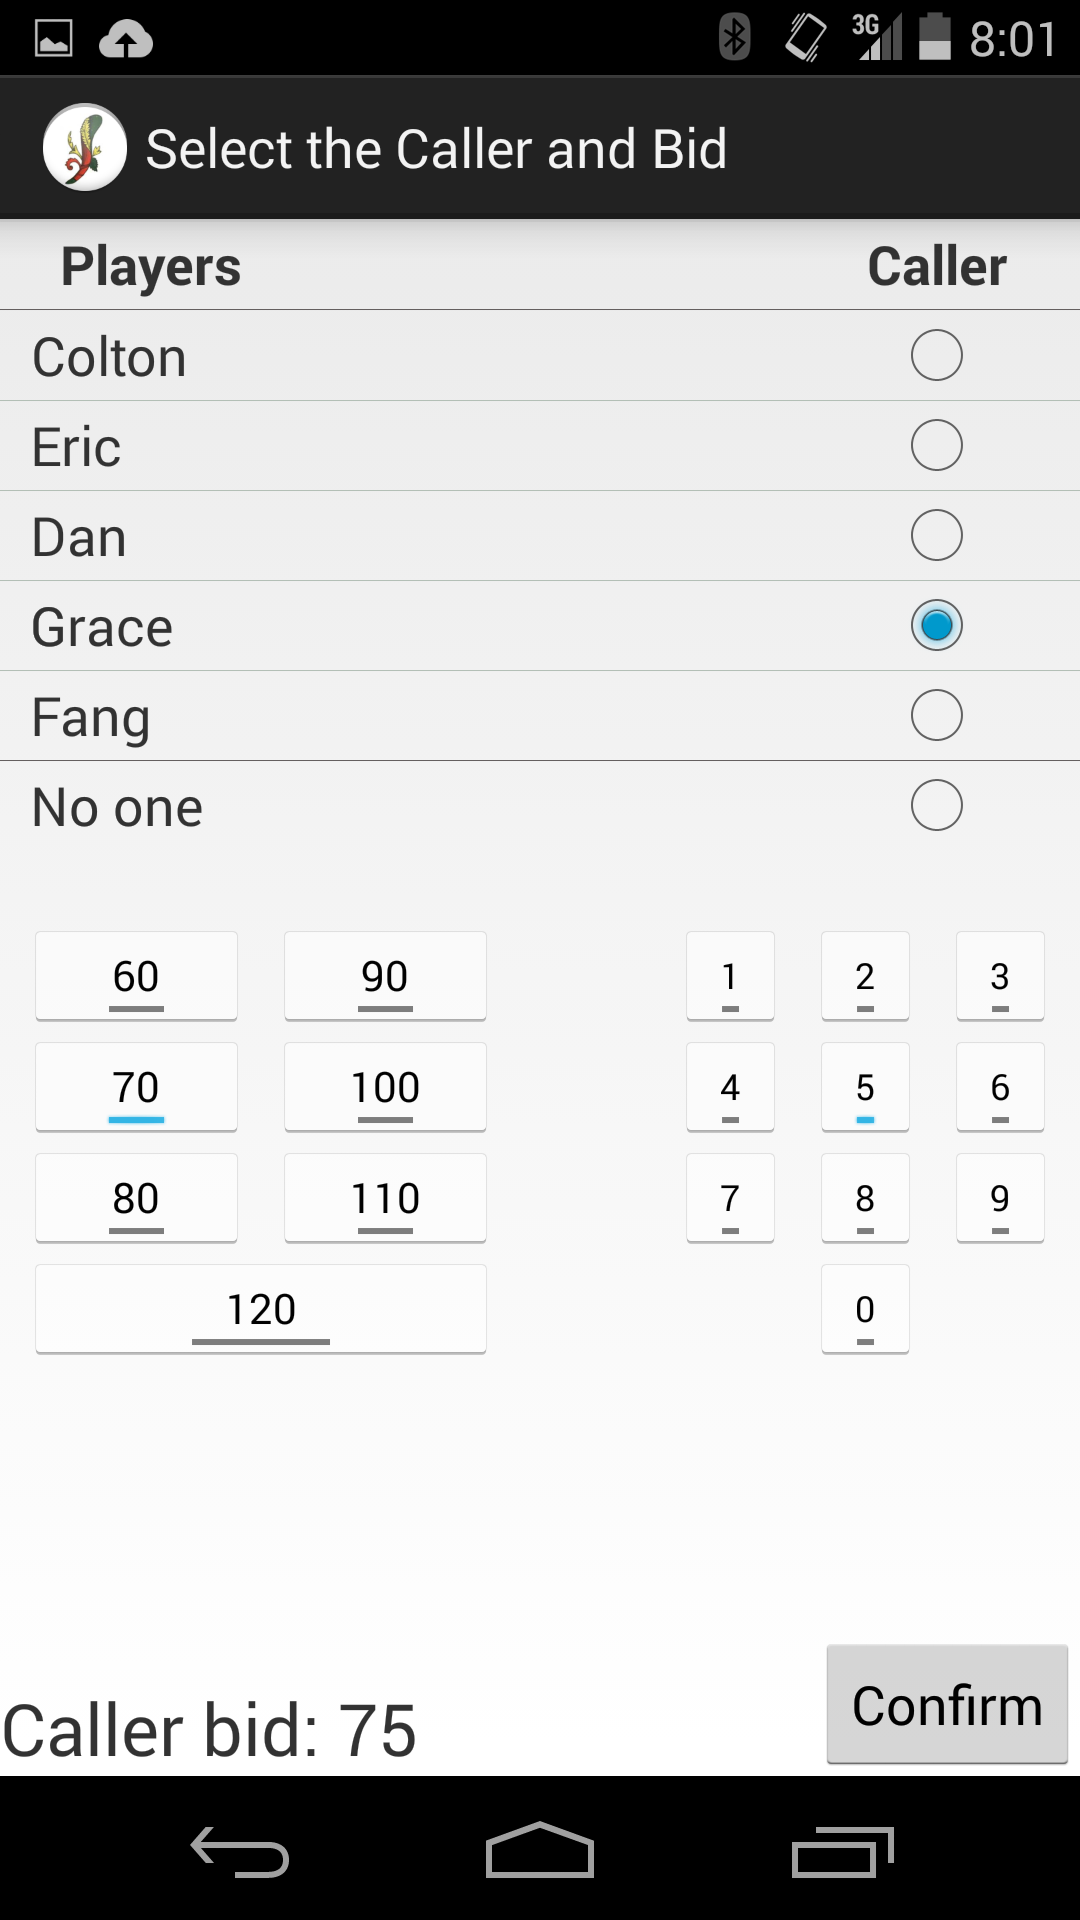 3G 8:01
Select the Caller and Bid
Players Caller
Colton
Eric
Dan
Grace
Fang
No one
60 90 1 2 3
70 100 4 5 6
80 110 7 8 9
120 0
Confirm
Caller bid: 75